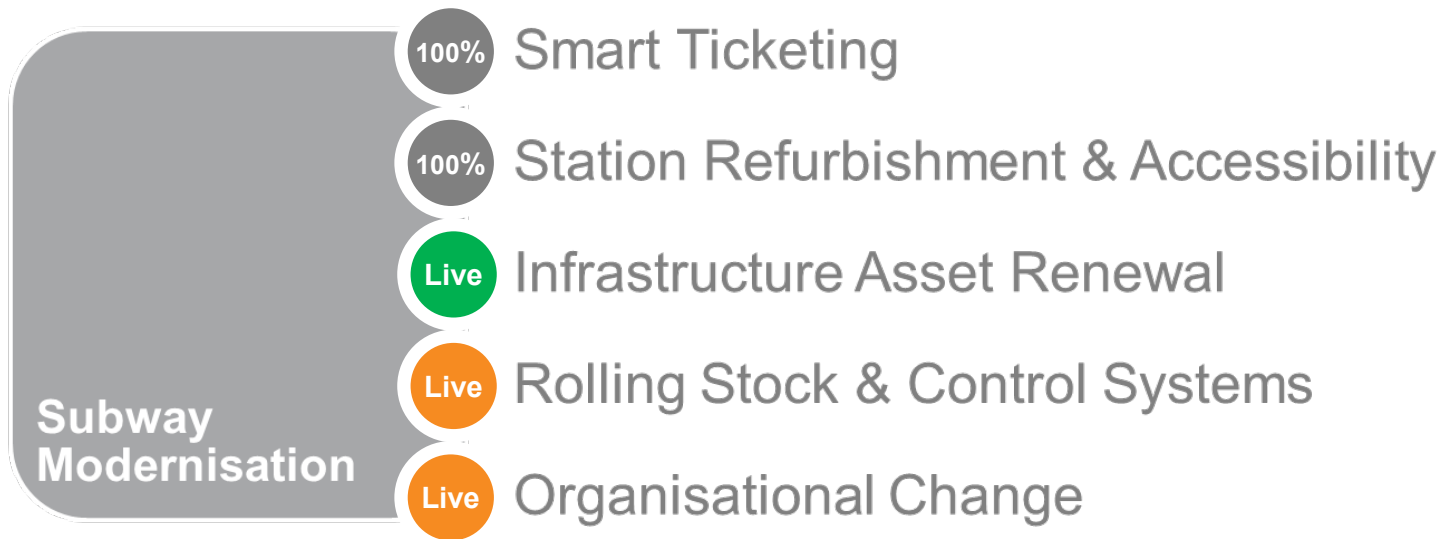 100% Smart Ticketing
100% Station Refurbishment & Accessibility
Live Infrastructure Asset Renewal
Live Rolling Stock & Control Systems
Live Organisational Change
Subway
Modernisation